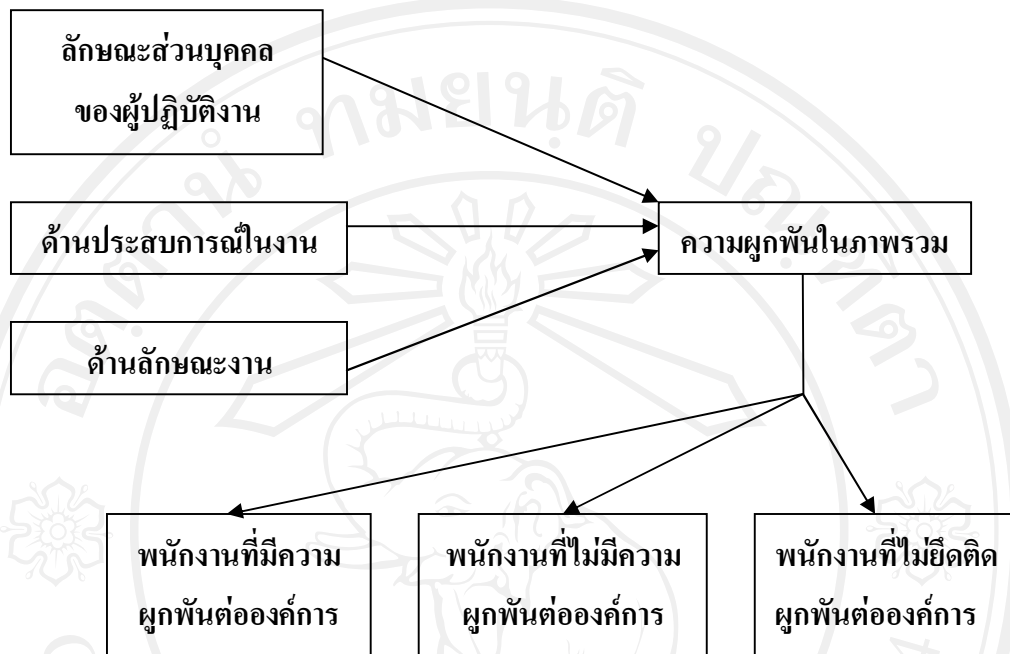 ลักษณะส่วนบุคคล
ของผู้ปฏิบัติงาน
ด้านประสบการณ์ในงาน
ความผูกพันในภาพรวม
ด้านลักษณะงาน
พนักงานที่มีความ
ผูกพันต่อองค์การ
พนักงานที่ไม่มีความ
ผูกพันต่อองค์การ
พนักงานที่ไม่ยึดติด
ผูกพันต่อองค์การ